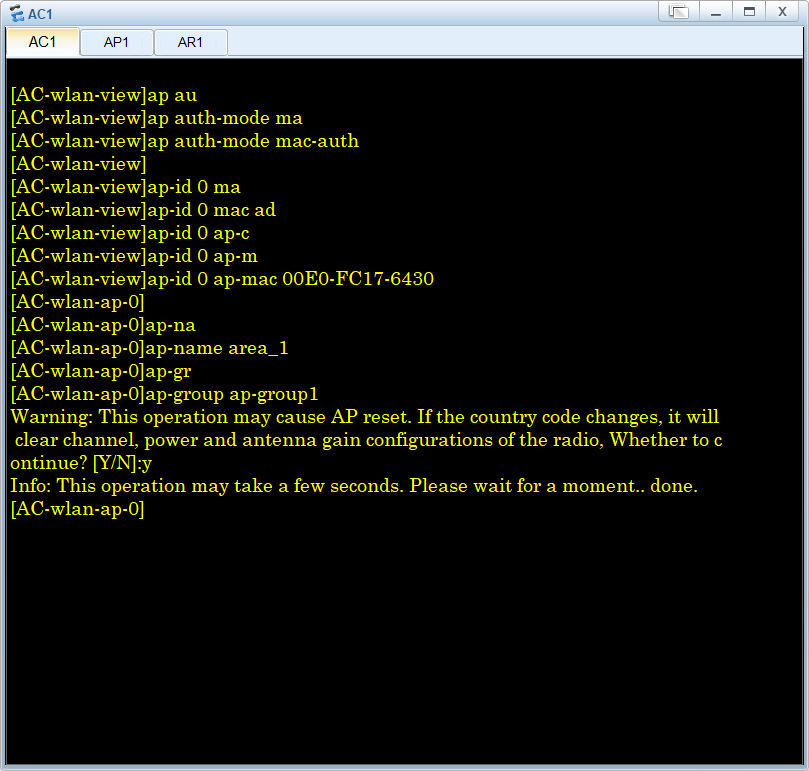 AC1
X
AC1 AP1 AR1
[AC-wlan-view]ap au
[AC-wlan-view]ap auth-mode ma
[AC-wlan-view]ap auth-mode mac-auth
[AC-wlan-view]
[AC-wlan-view]ap-id 0 ma
[AC-wlan-view]ap-id 0 mac ad
[AC-wlan-view]ap-id 0 ap-c
[AC-wlan-view]ap-id 0 ap-m
[AC-wlan-view]ap-id 0 ap-mac 00E0-FC17-6430
[AC-wlan-ap-0]
[AC-wlan-ap-0]ap-na
[AC-wlan-ap-0]ap-name area_1
[AC-wlan-ap-0]ap-gr
[AC-wlan-ap-0]ap-group ap-group1
Warning: This operation may cause AP reset. If the country code changes, it will
 clear channel, power and antenna gain configurations of the radio, Whether to c
ontinue? [Y/N]:y
Info: This operation may take a few seconds. Please wait for a moment.. done.
[AC-wlan-ap-0]